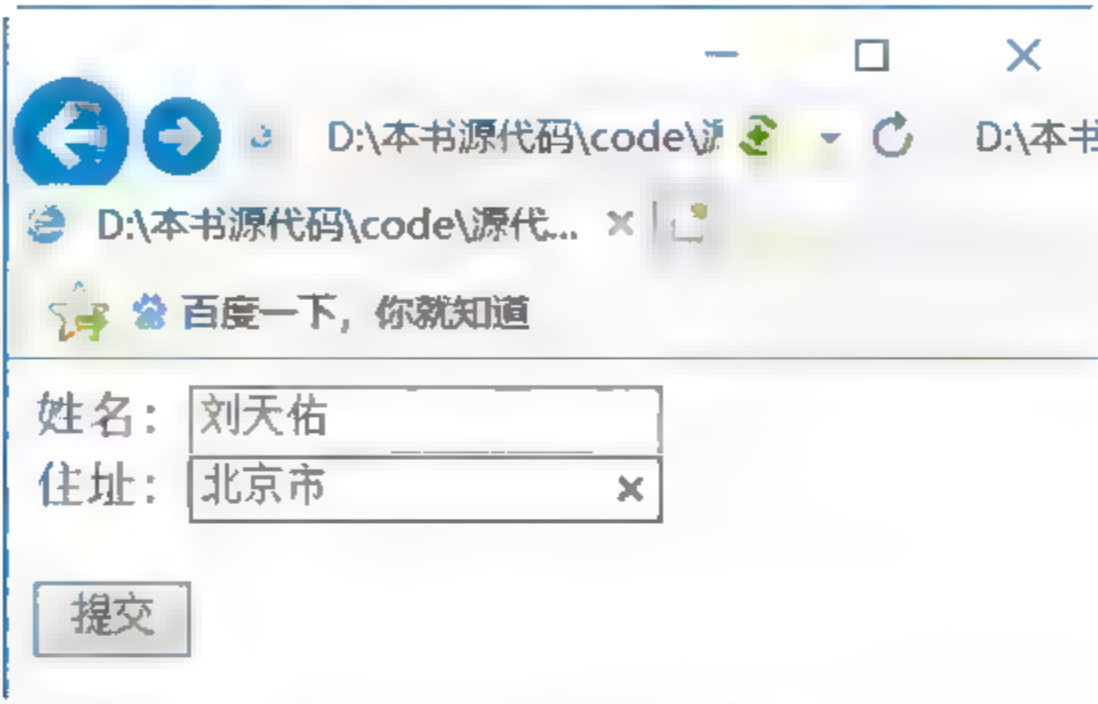 D:\本书源代码\code\源 D:\本书
D:\本书源代码\code\源代...
百度一下，你就知道
姓名：刘天佑
住址：北京市
提交